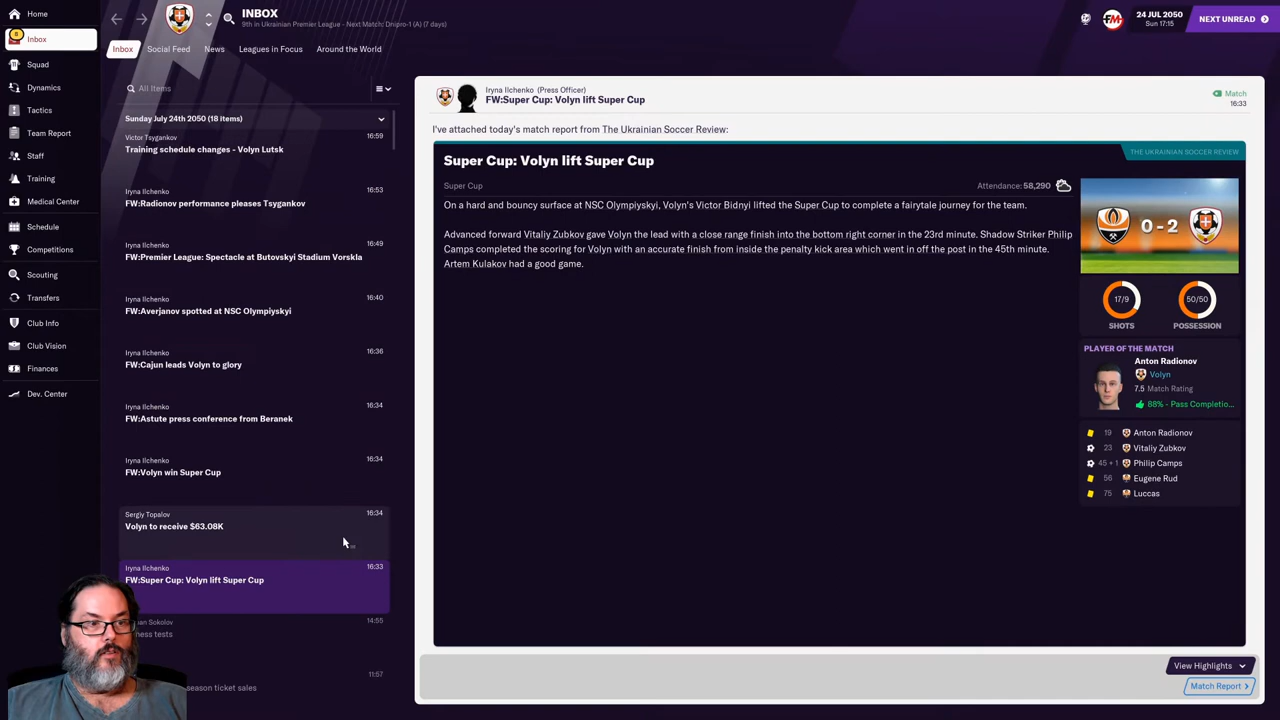 Home
Inbox
Squad
Dynamics
Tactics
Team Report
Staff
Training
Medical Center
Schedule
Competitions
Scouting
Transfers
Club Info
Club Vision
Finances
Dev. Center
INBOX
9th in Ukrainian Premier League - Next Match: Dnipro-1 (A) (7 days)
24 JUL 2050
SUN 17:15
NEXT UNREAD
Inbox Social Feed News Leagues in Focus Around the World
All Items
Sunday July 24th 2050 (18 items)
Victor Tsygankov 16:59
Training schedule changes - Volyn Lutsk
Iryna Ilchenko 16:53
FW:Radionov performance pleases Tsygankov
Iryna Ilchenko 16:49
FW:Premier League: Spectacle at Butovskyi Stadium Vorskla
Iryna Ilchenko 16:40
FW:Averjanov spotted at NSC Olympiyskyi
Iryna Ilchenko 16:36
FW:Cajun leads Volyn to glory
Iryna Ilchenko 16:34
FW:Astute press conference from Beranek
Iryna Ilchenko 16:34
FW:Volyn win Super Cup
Sergiy Topalov 16:34
Volyn to receive $63.08K
Iryna Ilchenko 16:33
FW:Super Cup: Volyn lift Super Cup
Sokolov 14:55
tests
11:57
season ticket sales
Iryna Ilchenko (Press Officer)
FW:Super Cup: Volyn lift Super Cup
Match
16:33
I've attached today's match report from The Ukrainian Soccer Review:
THE UKRAINIAN SOCCER REVIEW
Super Cup: Volyn lift Super Cup
Super Cup Attendance: 58,290
On a hard and bouncy surface at NSC Olympiyskyi, Volyn's Victor Bidnyi lifted the Super Cup to complete a fairytale journey for the team.
Advanced forward Vitaliy Zubkov gave Volyn the lead with a close range finish into the bottom right corner in the 23rd minute. Shadow Striker Philip
Camps completed the scoring for Volyn with an accurate finish from inside the penalty kick area which went in off the post in the 45th minute.
Artem Kulakov had a good game.
0 - 2
17/9 50/50
SHOTS POSSESSION
PLAYER OF THE MATCH
Anton Radionov
Volyn
7.5 Match Rating
88% - Pass Completio...
19 Anton Radionov
23 Vitaliy Zubkov
45 + 1 Philip Camps
56 Eugene Rud
75 Luccas
View Highlights
Match Report